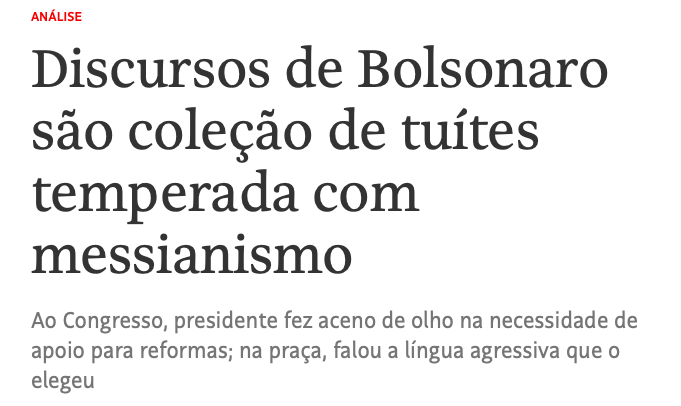 ANÁLISE
Discursos de Bolsonaro
são coleção de tuítes
temperada com
messianismo
Ao Congresso, presidente fez aceno de olho na necessidade de
apoio para reformas; na praça, falou a língua agressiva que o
elegeu